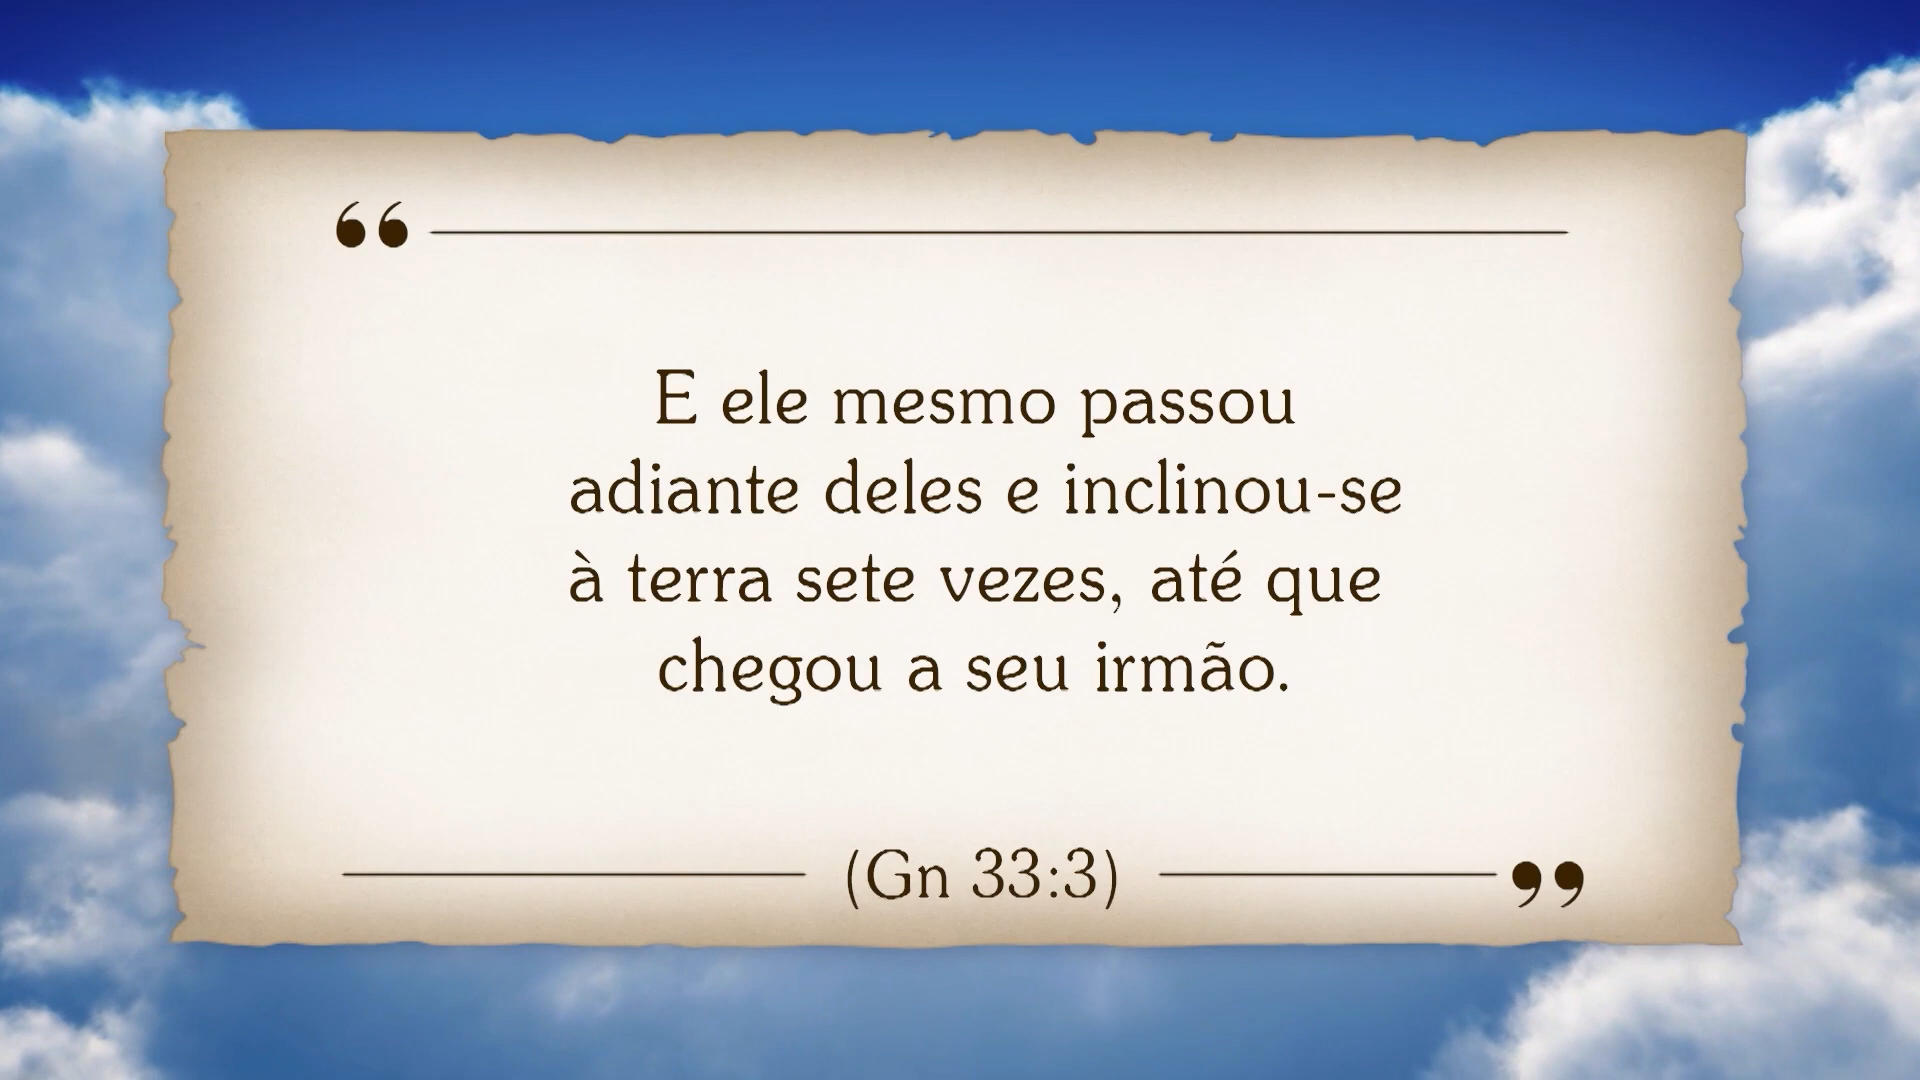 “
E ele mesmo passou
adiante deles e inclinou-se
à terra sete vezes, até que
chegou a seu irmão.
(Gn 33:3) ”